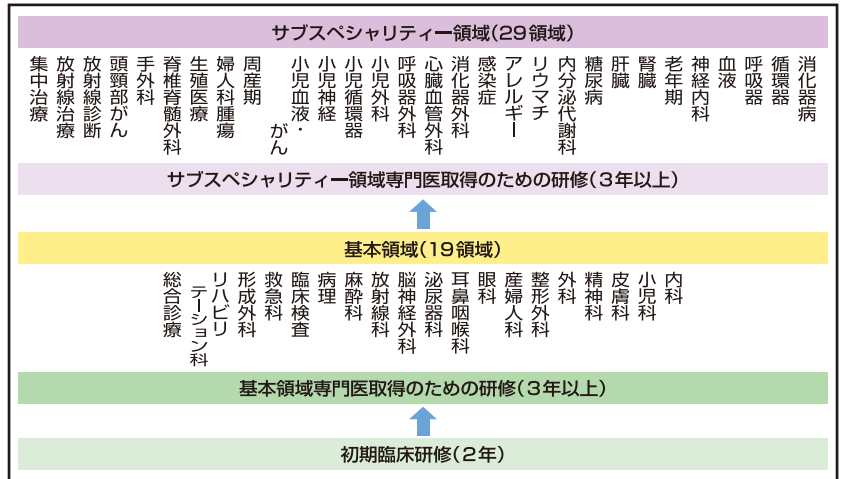 サブスペシャリティー領域(29領域)
消化器病
循環器
呼吸器
血液
神経内科
老年期
腎臓
肝臓
糖尿病
内分泌代謝科
リウマチ
アレルギー
感染症
消化器外科
心臓血管外科
呼吸器外科
小児外科
小児循環器
小児神経
小児血液・
がん
周産期
婦人科腫瘍
生殖医療
脊椎脊髄外科
手外科
頭頸部がん
放射線診断
放射線治療
集中治療
サブスペシャリティー領域専門医取得のための研修(3年以上)
基本領域(19領域)
内科
小児科
皮膚科
精神科
外科
整形外科
産婦人科
眼科
耳鼻咽喉科
泌尿器科
脳神経外科
放射線科
麻酔科
病理
臨床検査
救急科
形成外科
リハビリ
テーション科
総合診療
基本領域専門医取得のための研修(3年以上)
初期臨床研修(2年)